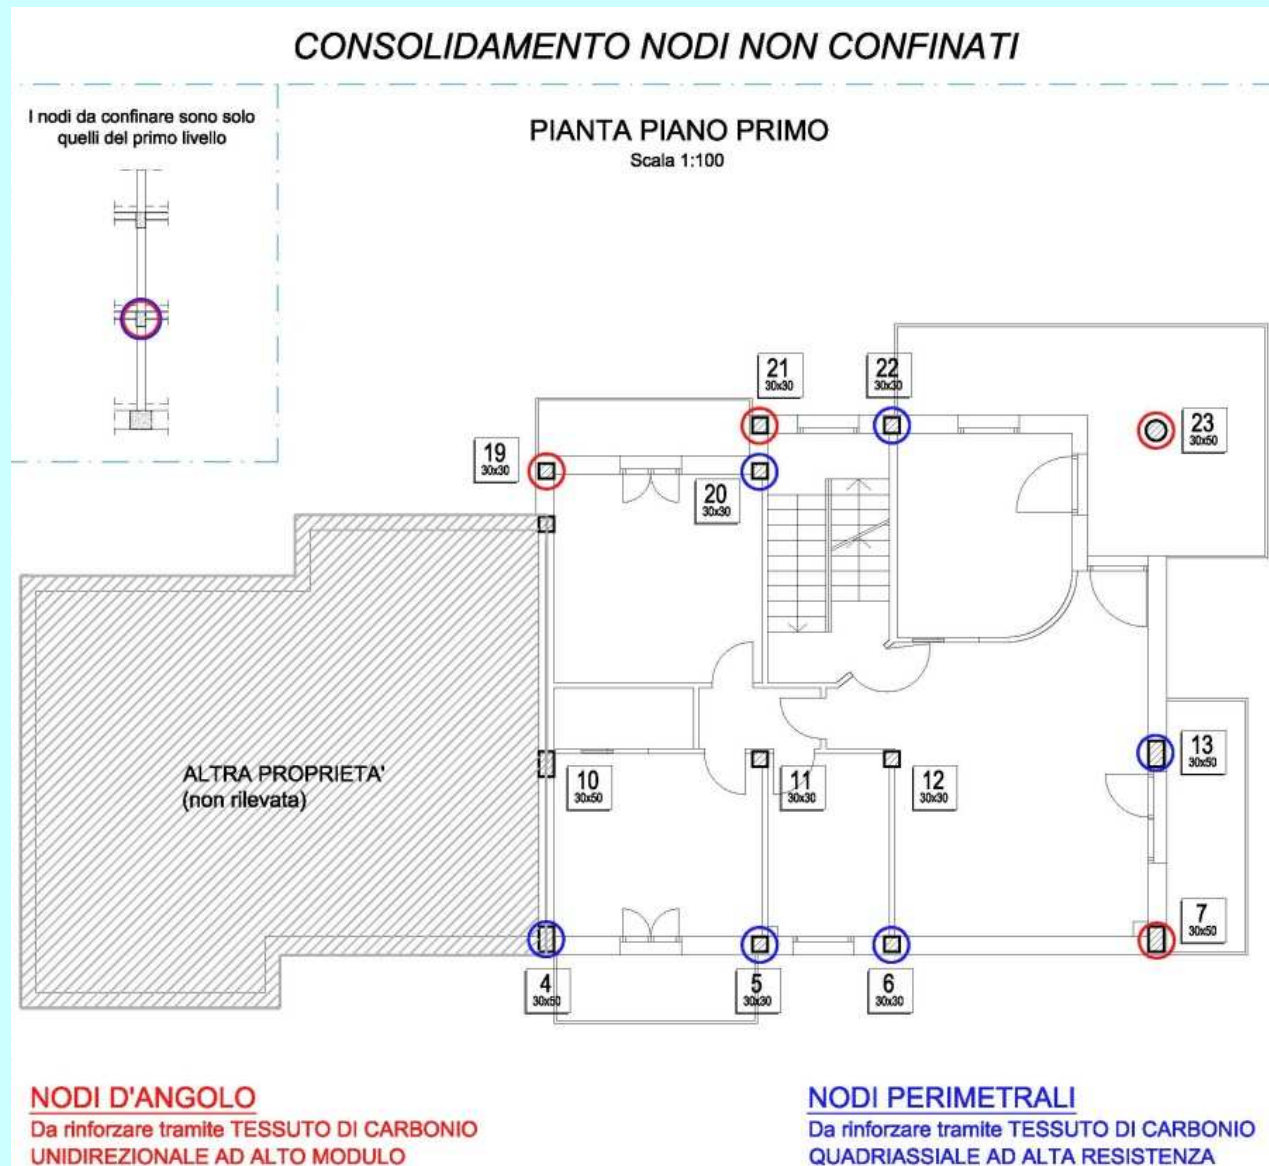 CONSOLIDAMENTO NODI NON CONFINATI
I nodi da confinare sono solo
quelli del primo livello
PIANTA PIANO PRIMO
Scala 1:100
21
30x30
22
30x30
23
30x50
19
30x30
20
30x30
ALTRA PROPRIETA'
(non rilevata)
10
30x50
11
30x30
12
30x30
13
30x50
7
30x50
4
30x50
5
30x30
6
30x30
NODI D'ANGOLO
Da rinforzare tramite TESSUTO DI CARBONIO
UNIDIREZIONALE AD ALTO MODULO
NODI PERIMETRALI
Da rinforzare tramite TESSUTO DI CARBONIO
QUADRIASSIALE AD ALTA RESISTENZA